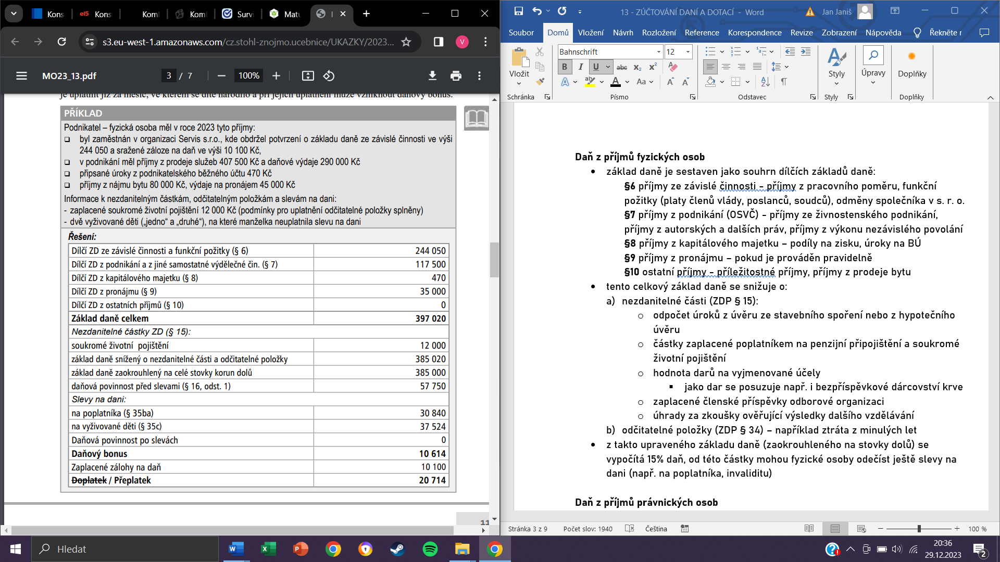 Kons
Kons
Koml
Koml
Survi
Matu
s3.eu-west-1.amazonaws.com/cz.stohl-znojmo.ucebnice/UKAZKY/2023...
V
MO23_13.pdf
3 / 7
100%
je uplatnit již za měsíc, ve kterém se dítě narodilo a při jejich uplatnění může vzniknout daňový bonus.
PŘÍKLAD
Podnikatel – fyzická osoba měl v roce 2023 tyto příjmy:
❑ byl zaměstnán v organizaci Servis s.r.o., kde obdržel potvrzení o základu daně ze závislé činnosti ve výši
244 050 a sražené záloze na daň ve výši 10 100 Kč,
❑ v podnikání měl příjmy z prodeje služeb 407 500 Kč a daňové výdaje 290 000 Kč
❑ připsané úroky z podnikatelského běžného účtu 470 Kč
❑ příjmy z nájmu bytu 80 000 Kč, výdaje na pronájem 45 000 Kč
Informace k nezdanitelným částkám, odčitatelným položkám a slevám na dani:
- zaplacené soukromé životní pojištění 12 000 Kč (podmínky pro uplatnění odčitatelné položky splněny)
- dvě vyživované děti („jedno“ a „druhé“), na které manželka neuplatnila slevu na dani
Řešení:
Dílčí ZD ze závislé činnosti a funkční požitky (§ 6) 244 050
Dílčí ZD z podnikání a z jiné samostatné výdělečné čin. (§ 7) 117 500
Dílčí ZD z kapitálového majetku (§ 8) 470
Dílčí ZD z pronájmu (§ 9) 35 000
Dílčí ZD z ostatních příjmů (§ 10) 0
Základ daně celkem 397 020
Nezdanitelné částky ZD (§ 15):
soukromé životní pojištění 12 000
základ daně snížený o nezdanitelné části a odčitatelné položky 385 020
základ daně zaokrouhlený na celé stovky korun dolů 385 000
daňová povinnost před slevami (§ 16, odst. 1) 57 750
Slevy na dani:
na poplatníka (§ 35ba) 30 840
na vyživované děti (§ 35c) 37 524
Daňová povinnost po slevách 0
Daňový bonus 10 614
Zaplacené zálohy na daň 10 100
Doplatek / Přeplatek 20 714
11
13 - ZÚČTOVÁNÍ DANÍ A DOTACÍ - Word
Jan Janiš
Soubor Domů Vložení Návrh Rozložení Reference Korespondence Revize Zobrazení Nápověda Řekněte
Bahnschrift 12
Vložit
Styly
Úpravy
Doplňky
Schránka Písmo Odstavec Styly Doplňky
Daň z příjmů fyzických osob
• základ daně je sestaven jako souhrn dílčích základů daně:
§6 příjmy ze závislé činnosti - příjmy z pracovního poměru, funkční
požitky (platy členů vlády, poslanců, soudců), odměny společníka v s. r. o.
§7 příjmy z podnikání (OSVČ) - příjmy ze živnostenského podnikání,
příjmy z autorských a dalších práv, příjmy z výkonu nezávislého povolání
§8 příjmy z kapitálového majetku – podíly na zisku, úroky na BÚ
§9 příjmy z pronájmu – pokud je prováděn pravidelně
§10 ostatní příjmy - příležitostné příjmy, příjmy z prodeje bytu
• tento celkový základ daně se snižuje o:
a) nezdanitelné části (ZDP § 15):
o odpočet úroků z úvěru ze stavebního spoření nebo z hypotečního
úvěru
o částky zaplacené poplatníkem na penzijní připojištění a soukromé
životní pojištění
o hodnota darů na vyjmenované účely
▪ jako dar se posuzuje např. i bezpříspěvkové dárcovství krve
o zaplacené členské příspěvky odborové organizaci
o úhrady za zkoušky ověřující výsledky dalšího vzdělávání
b) odčitatelné položky (ZDP § 34) – například ztráta z minulých let
• z takto upraveného základu daně (zaokrouhleného na stovky dolů) se
vypočítá 15% daň, od této částky mohou fyzické osoby odečíst ještě slevy na
dani (např. na poplatníka, invaliditu)
Daň z příjmů právnických osob
Stránka 3 z 9 Počet slov: 1940 Čeština 100 %
Hledat
20:36
29.12.2023
2